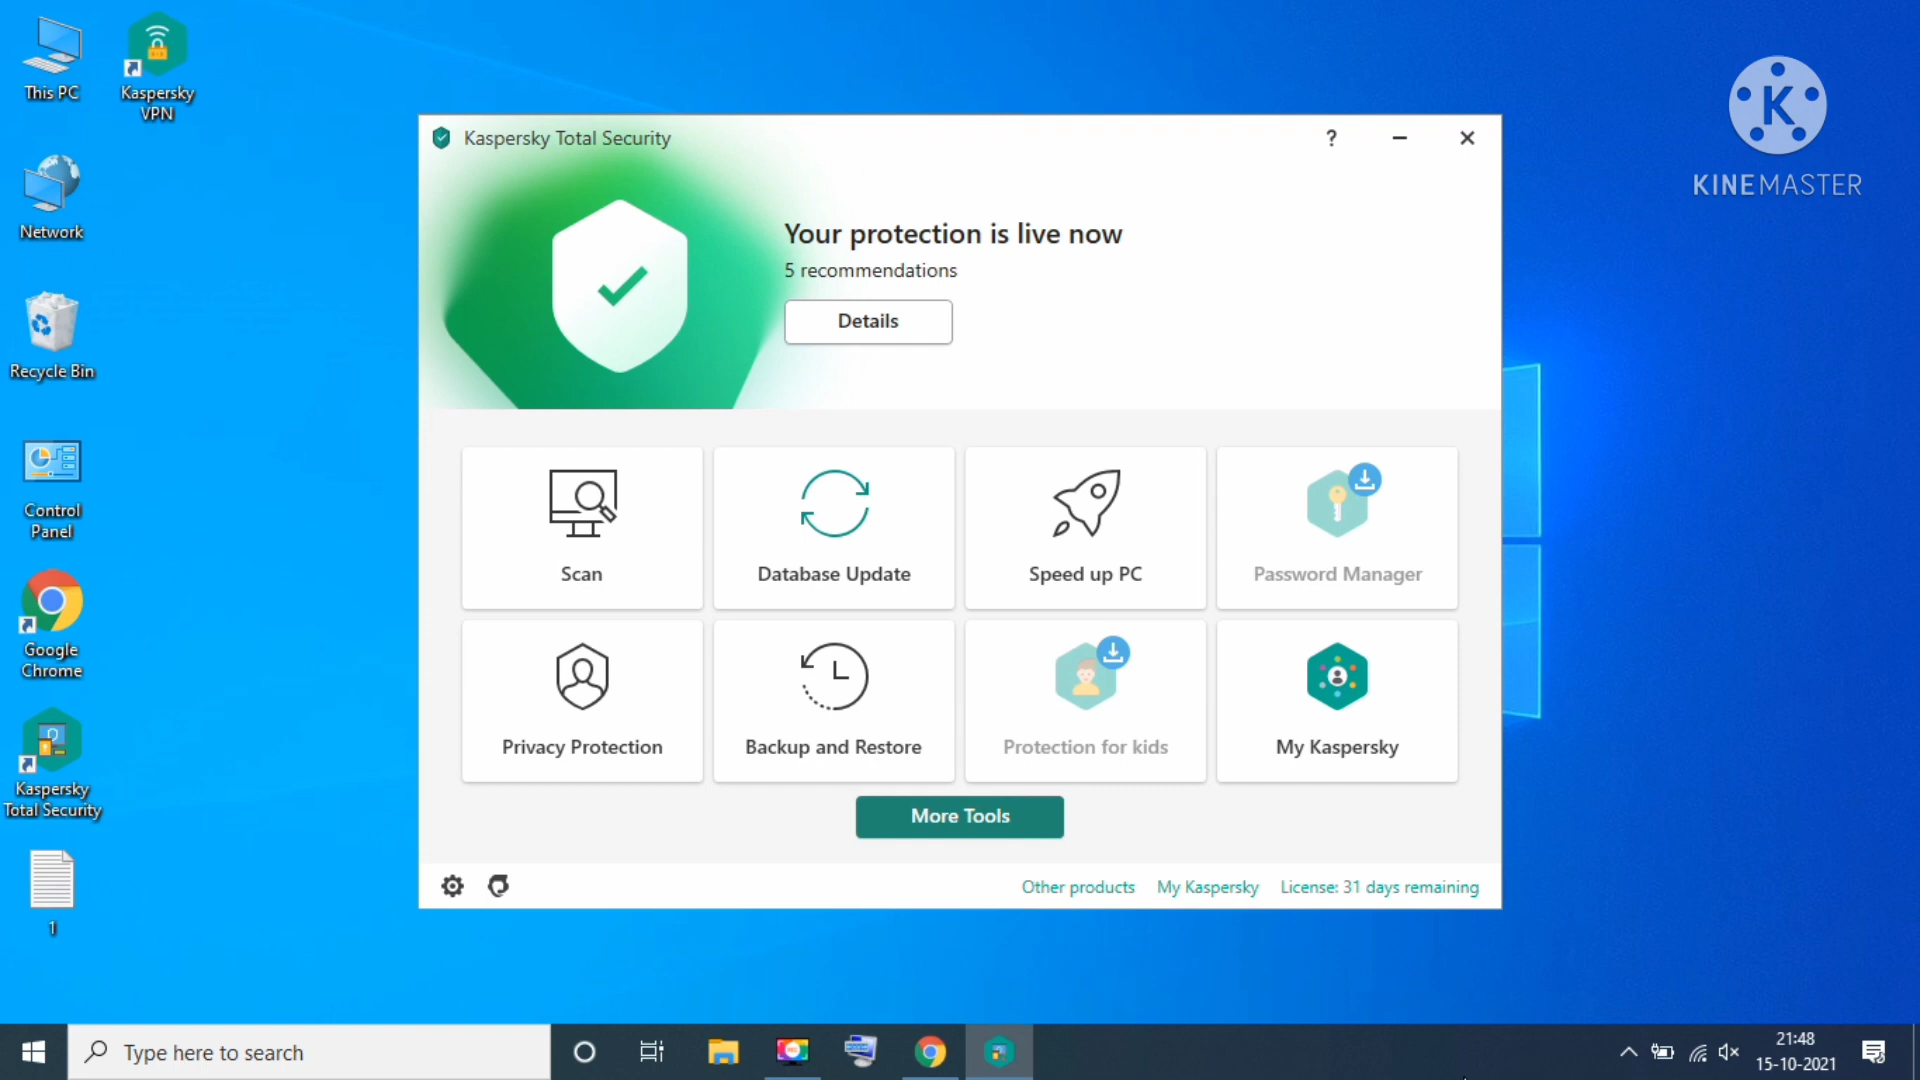 This PC
Kaspersky
VPN
Network
Recycle Bin
Control
Panel
Google
Chrome
Kaspersky
Total Security
1
Kaspersky Total Security
?
Your protection is live now
5 recommendations
Details
Scan
Database Update
Speed up PC
Password Manager
Privacy Protection
Backup and Restore
Protection for kids
My Kaspersky
More Tools
Other products
My Kaspersky
License: 31 days remaining
K
KINEMASTER
Type here to search
21:48
15-10-2021